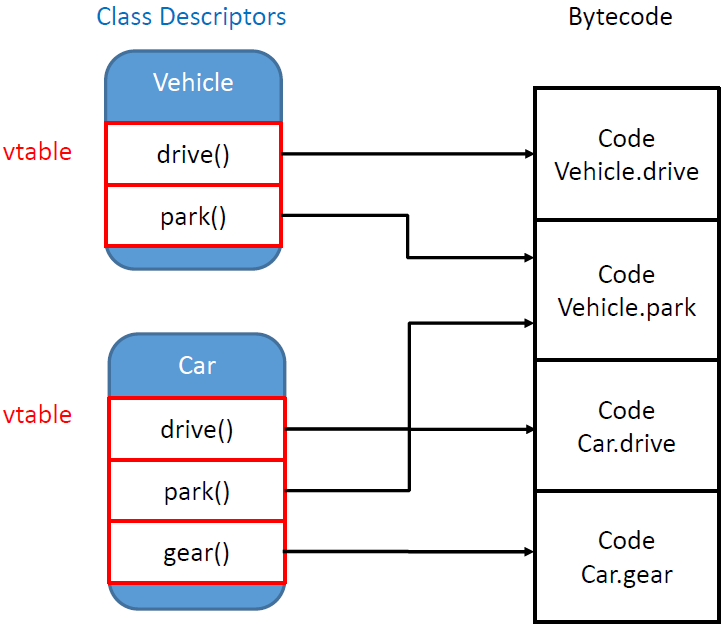 Class Descriptors
Bytecode
Vehicle
vtable
drive()
park()
Car
vtable
drive()
park()
gear()
Code
Vehicle.drive
Code
Vehicle.park
Code
Car.drive
Code
Car.gear